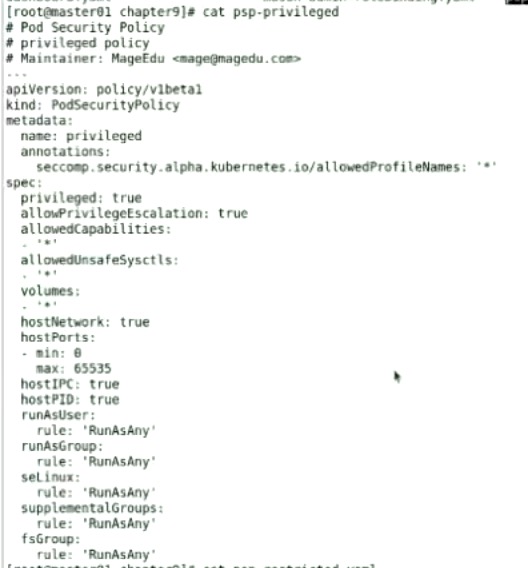 [root@master01 chapter9]# cat psp-privileged
# Pod Security Policy
# privileged policy
# Maintainer: MageEdu <mage@magedu.com>
---
apiVersion: policy/v1beta1
kind: PodSecurityPolicy
metadata:
  name: privileged
  annotations:
    seccomp.security.alpha.kubernetes.io/allowedProfileNames: '*'
spec:
  privileged: true
  allowPrivilegeEscalation: true
  allowedCapabilities:
  - '*'
  allowedUnsafeSysctls:
  - '*'
  volumes:
  - '*'
  hostNetwork: true
  hostPorts:
  - min: 0
    max: 65535
  hostIPC: true
  hostPID: true
  runAsUser:
    rule: 'RunAsAny'
  runAsGroup:
    rule: 'RunAsAny'
  seLinux:
    rule: 'RunAsAny'
  supplementalGroups:
    rule: 'RunAsAny'
  fsGroup:
    rule: 'RunAsAny'